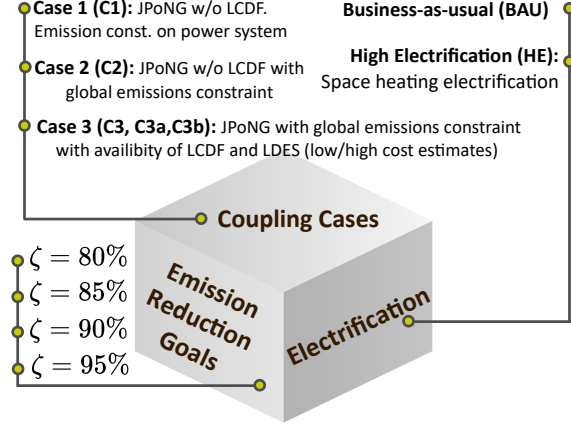 Case 1 (C1): JPoNG w/o LCDF.
Emission const. on power system
Case 2 (C2): JPoNG w/o LCDF with
global emissions constraint
Case 3 (C3, C3a,C3b): JPoNG with global emissions constraint
with availibity of LCDF and LDES (low/high cost estimates)
Business-as-usual (BAU)
High Electrification (HE):
Space heating electrification
Coupling Cases
ζ = 80%
ζ = 85%
ζ = 90%
ζ = 95%
Emission
Reduction
Goals
Electrification